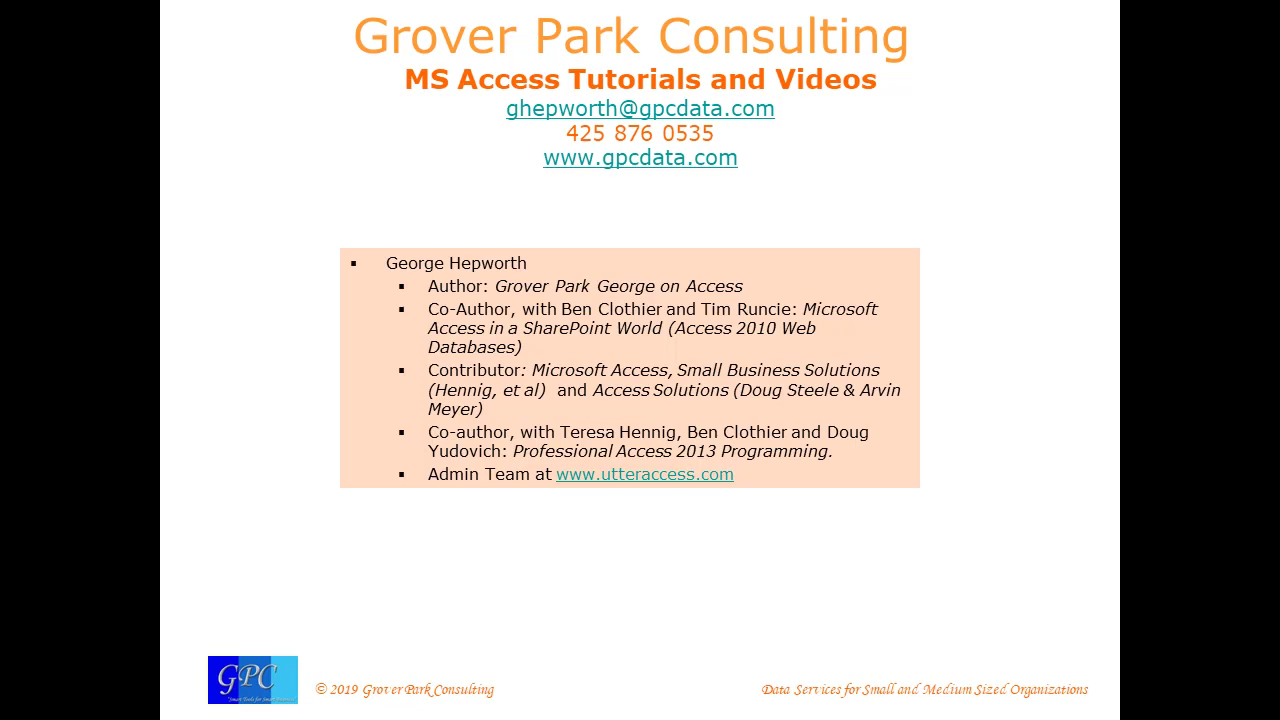 Grover Park Consulting
MS Access Tutorials and Videos
ghepworth@gpcdata.com
425 876 0535
www.gpcdata.com
▪ George Hepworth
▪ Author: Grover Park George on Access
▪ Co-Author, with Ben Clothier and Tim Runcie: Microsoft
Access in a SharePoint World (Access 2010 Web
Databases)
▪ Contributor: Microsoft Access, Small Business Solutions
(Hennig, et al) and Access Solutions (Doug Steele & Arvin
Meyer)
▪ Co-author, with Teresa Hennig, Ben Clothier and Doug
Yudovich: Professional Access 2013 Programming.
▪ Admin Team at www.utteraccess.com
GPC
© 2019 Grover Park Consulting
Data Services for Small and Medium Sized Organizations